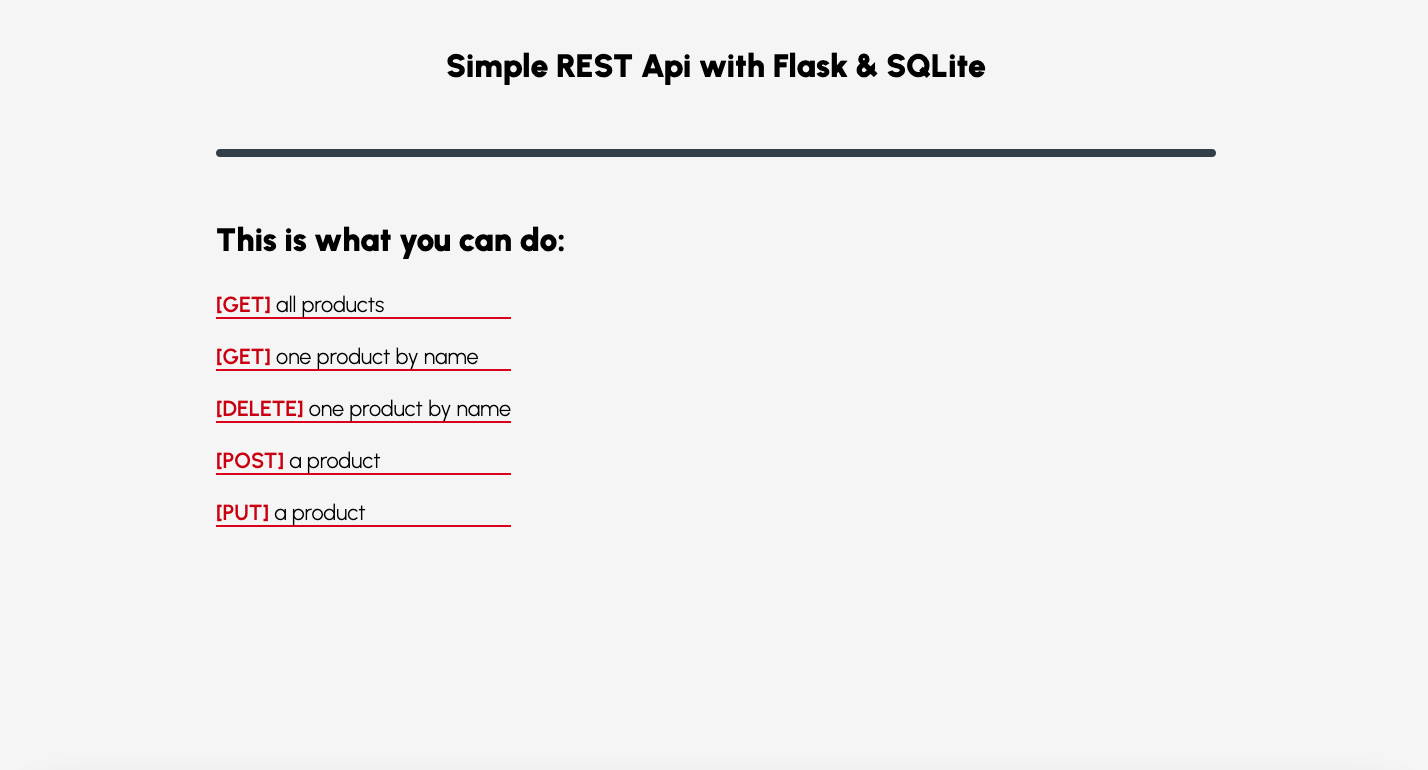 Simple REST Api with Flask & SQLite
This is what you can do:
[GET] all products
[GET] one product by name
[DELETE] one product by name
[POST] a product
[PUT] a product